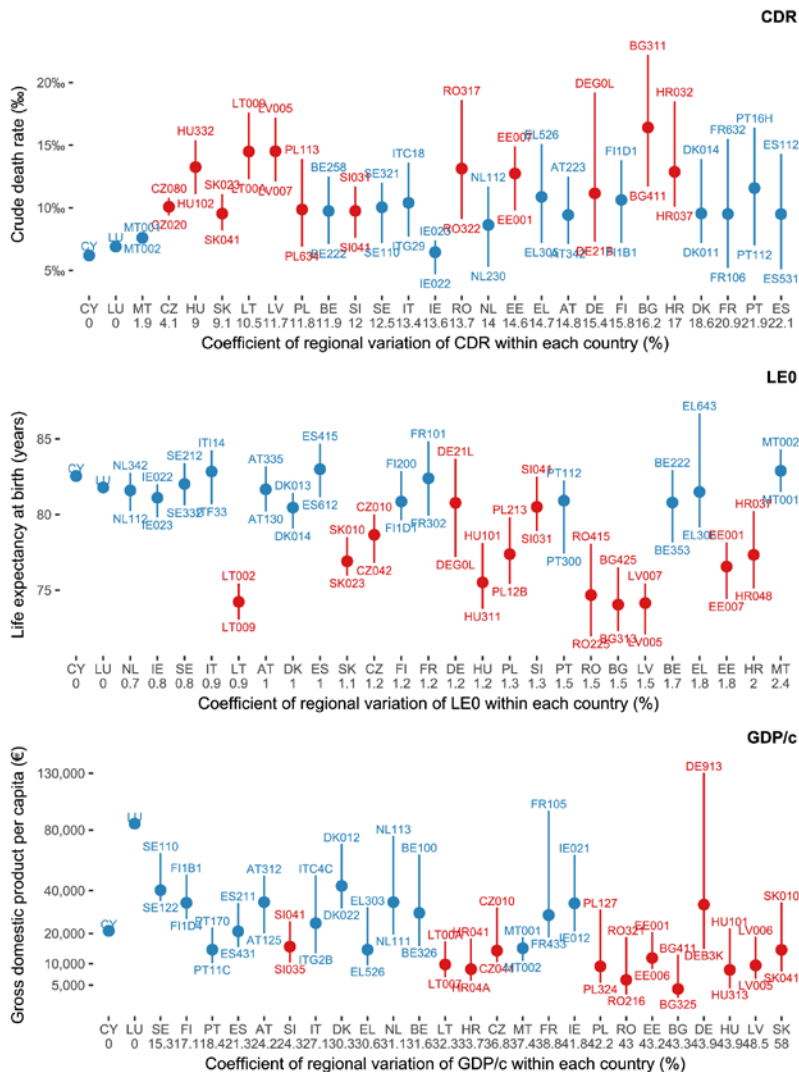 CDR
Crude death rate (‰)
20‰
15‰
10‰
5‰
BG311
RO317 DEG0L HR032
LT009 LV005 PT16H
HU332 EE007 EL526 FR632 ES112
PL113 ITC18 FI1D1 DK014
BE258 SE321 NL112 AT223
CZ080 SK023 LT00A LV007 SI031 BG411
CZ020 HU102 EE001 HR037
MT001 SK041 PL634 BE222 SI041 SE110 ITG29 IE023 RO322 EL305 AT342 DE21B FI1B1 DK011 PT112
CY LU MT002 IE022 NL230 FR106 ES531
CY LU MT CZ HU SK LT LV PL BE SI SE IT IE RO NL EE EL AT DE FI BG HR DK FR PT ES
0 0 1.9 4.1 9 9.1 10.5 11.7 11.8 11.9 12 12.5 13.4 13.6 13.7 14 14.6 14.7 14.8 15.4 15.8 16.2 17 18.6 20.9 21.9 22.1
Coefficient of regional variation of CDR within each country (%)
LE0
Life expectancy at birth (years)
85
80
75
EL643
ITI14 ES415 FR101 MT002
CY LU NL342 IE022 SE212 AT335 DK013 FI200 DE21L SI041 PT112 BE222
NL112 IE023 SE332 ITF33 AT130 DK014 ES612 CZ010 FI1D1 FR302 PL213 HR037 MT001
SK010 HU101 SI031 RO415 BE353 EL301 EE001
LT002 SK023 CZ042 DEG0L PL12B PT300 BG425 LV007
LT009 HU311 RO225 BG313 LV005 EE007 HR048
CY LU NL IE SE IT LT AT DK ES SK CZ FI FR DE HU PL SI PT RO BG LV BE EL EE HR MT
0 0 0.7 0.8 0.8 0.9 0.9 1 1 1 1.1 1.2 1.2 1.2 1.2 1.2 1.3 1.3 1.5 1.5 1.5 1.5 1.7 1.8 1.8 2 2.4
Coefficient of regional variation of LE0 within each country (%)
GDP/c
Gross domestic product per capita (€)
130,000
80,000
40,000
20,000
10,000
5,000
DE913
LU FR105
SE110 DK012 NL113 BE100 IE021
FI1B1 AT312 ITC4C
SE122 ES211 DK022 EL303 CZ010 PL127 SK010
CY FI1D4 PT170 AT125 SI041 NL111 LT00A HR041 MT001 FR433 IE012 RO321 EE001 HU101 LV006
PT11C ES431 SI035 ITG2B EL526 BE326 CZ041 MT002 BG411 DEB3K
LT007 HR04A PL324 RO216 EE006 BG325 HU313 LV005 SK041
CY LU SE FI PT ES AT SI IT DK EL NL BE LT HR CZ MT FR IE PL RO EE BG DE HU LV SK
0 0 15.3 17.1 18.4 21.3 24.2 24.3 27.1 30.3 30.6 31.1 31.6 32.3 33.7 36.8 37.4 38.8 41.8 42.2 43 43.2 43.4 43.9 43.9 48.5 58
Coefficient of regional variation of GDP/c within each country (%)